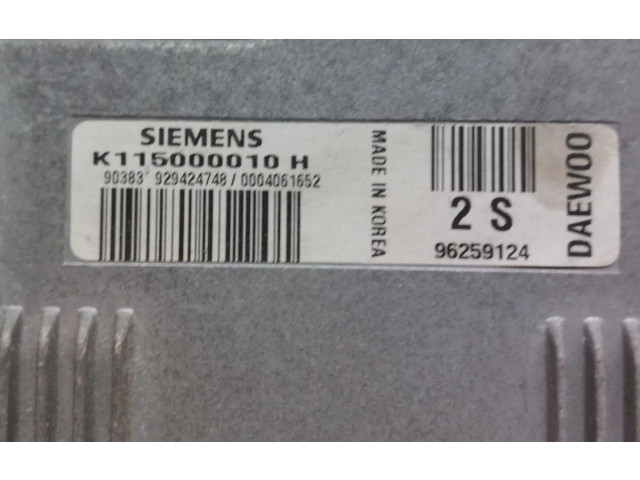 SIEMENS
K115000010 H
90383 929424748 / 0004061652
MADE IN KOREA
2 S
96259124
DAEWOO